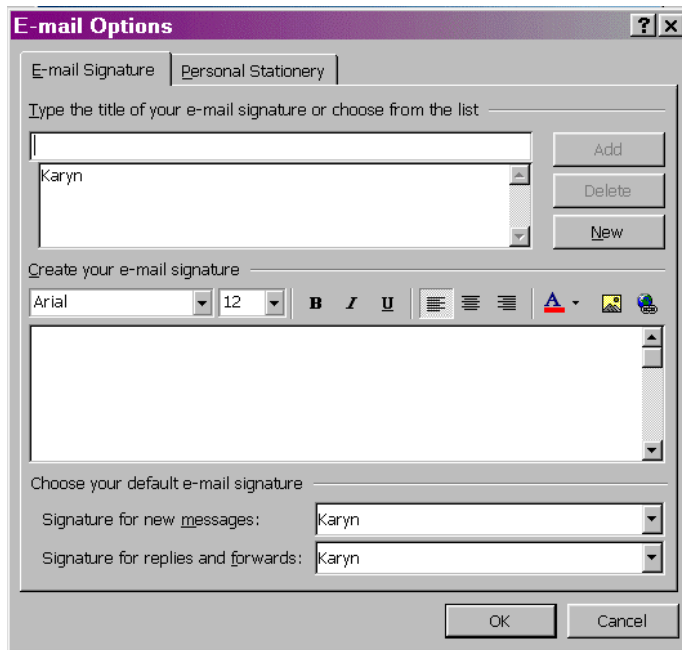 E-mail Options
E-mail Signature Personal Stationery
Type the title of your e-mail signature or choose from the list
Add
Karyn
Delete
New
Create your e-mail signature
Arial 12 B I U A
Choose your default e-mail signature
Signature for new messages: Karyn
Signature for replies and forwards: Karyn
OK Cancel